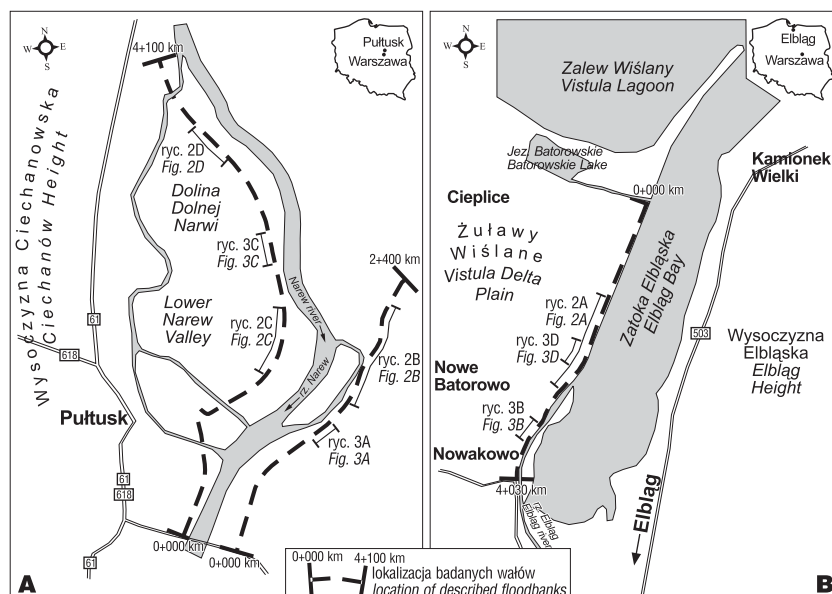 N
W
E
S
4+100 km
Pułtusk
Warszawa
Wysoczyzna Ciechanowska
Ciechanów Height
ryc. 2D
Fig. 2D
Dolina
Dolnej
Narwi
ryc. 3C
Fig. 3C
2+400 km
Narew river
Lower
Narew
Valley
ryc. 2C
Fig. 2C
61
618
rz. Narew
ryc. 2B
Fig. 2B
Pułtusk
ryc. 3A
Fig. 3A
61
618
0+000 km
0+000 km
61
A
N
W
E
S
Elbląg
Warszawa
Zalew Wiślany
Vistula Lagoon
Jez. Batorowskie
Batorowskie Lake
Kamionek
Wielki
0+000 km
Cieplice
Żuławy
Wiślane
Vistula Delta
Plain
Zatoka Elbląska
Elbląg Bay
ryc. 2A
Fig. 2A
503
ryc. 3D
Fig. 3D
Wysoczyzna
Elbląska
Elbląg
Height
Nowe
Batorowo
ryc. 3B
Fig. 3B
Nowakowo
4+030 km
rz. Elbląg
Elbląg river
Elbląg
B
0+000 km
4+100 km
lokalizacja badanych wałów
location of described floodbanks